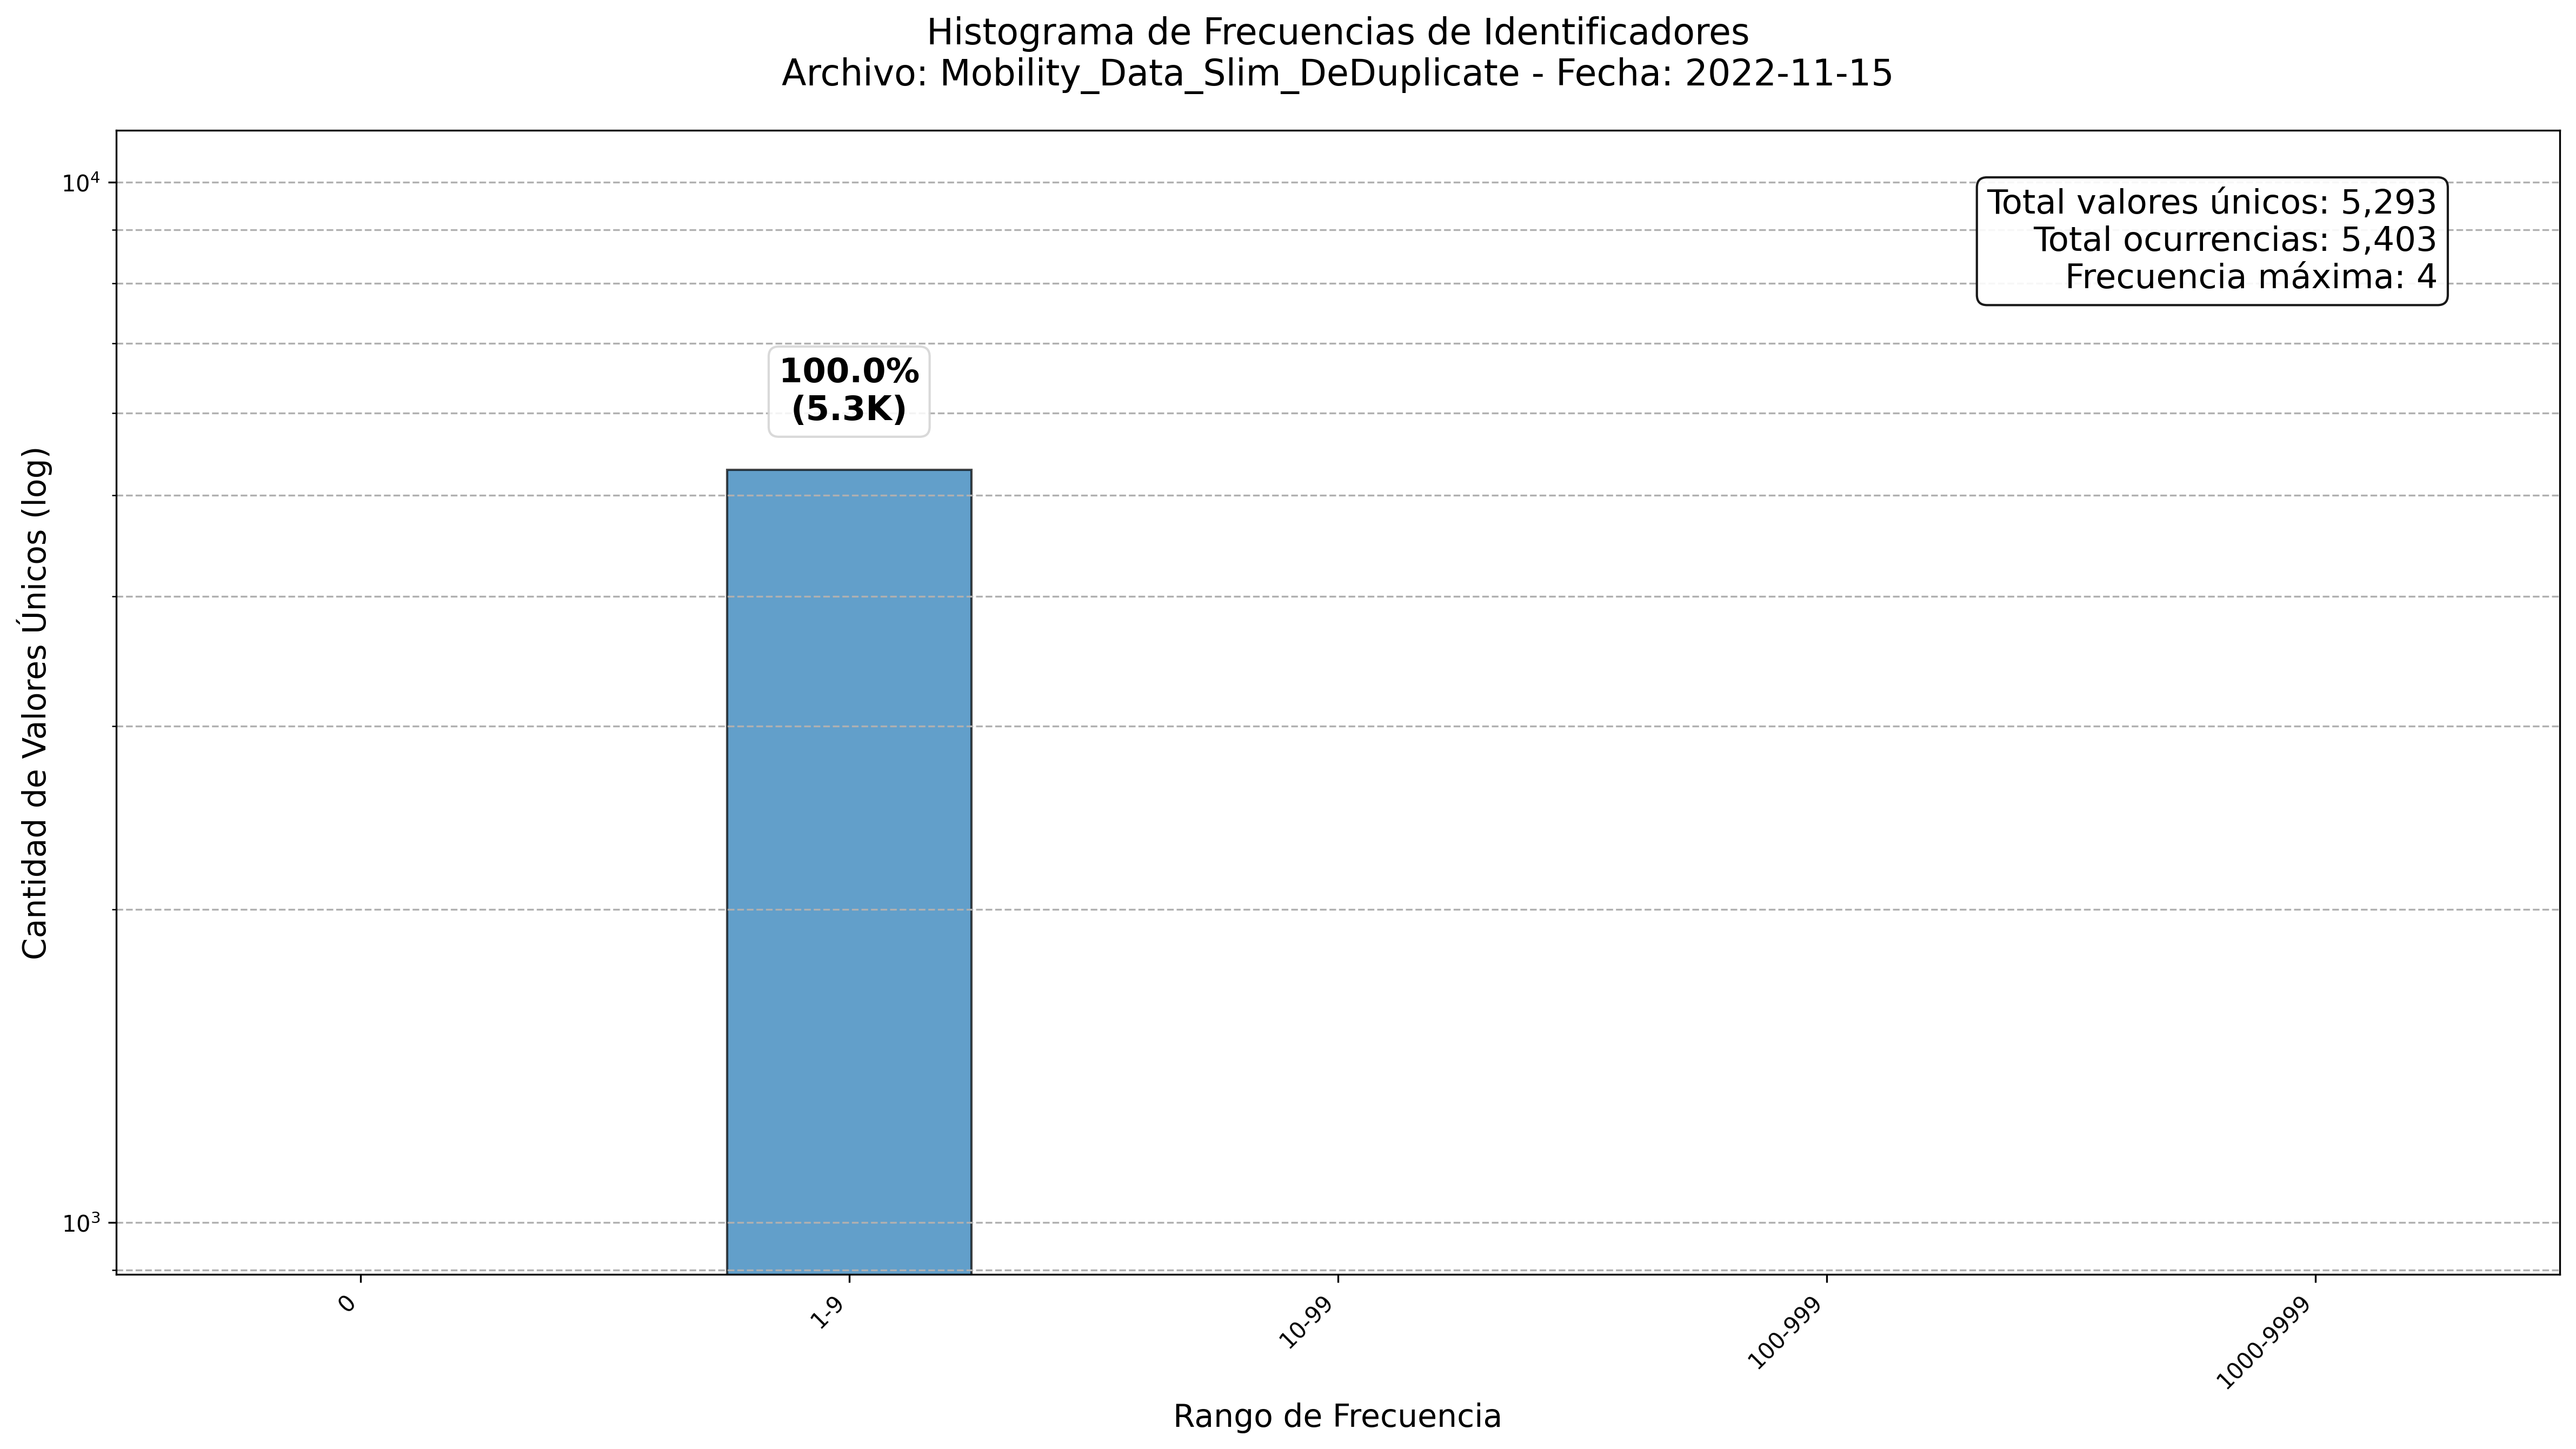 Histograma de Frecuencias de Identificadores
Archivo: Mobility_Data_Slim_DeDuplicate - Fecha: 2022-11-15
10⁴
Total valores únicos: 5,293
Total ocurrencias: 5,403
Frecuencia máxima: 4
100.0%
(5.3K)
Cantidad de Valores Únicos (log)
10³
0
1-9
10-99
100-999
1000-9999
Rango de Frecuencia